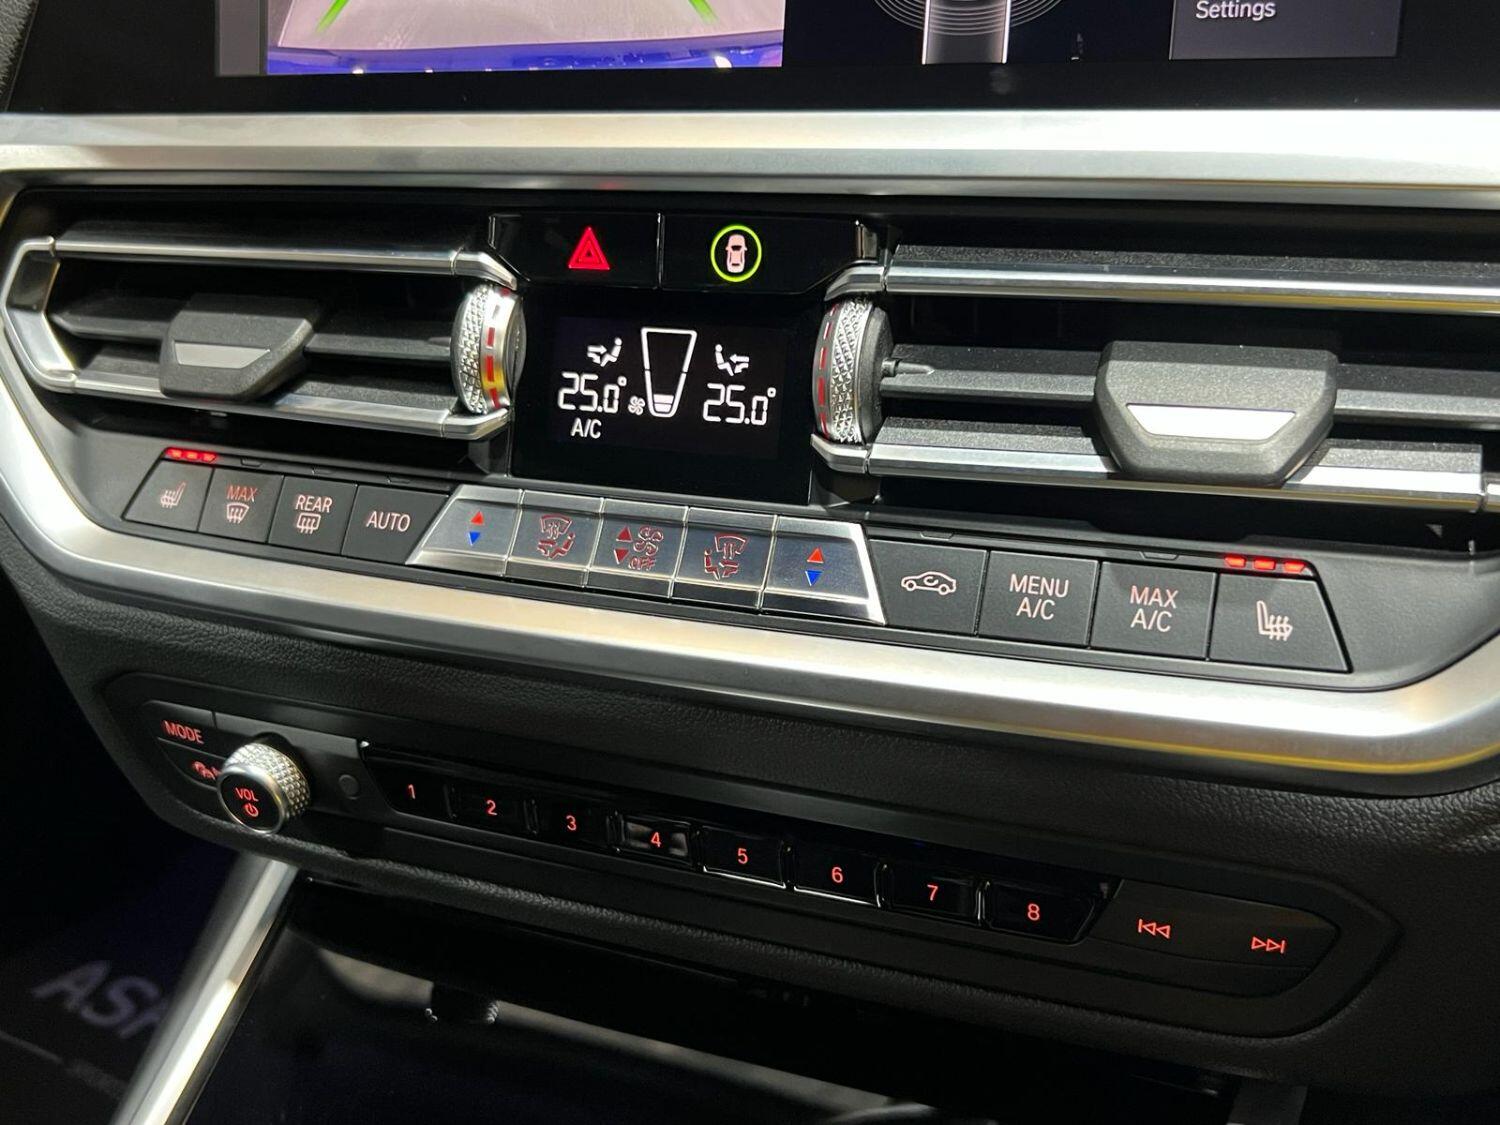 Settings
25.0° 25.0°
A/C
MAX
REAR
AUTO
OFF
MENU
A/C
MAX
A/C
MODE
VOL
1 2 3 4 5 6 7 8